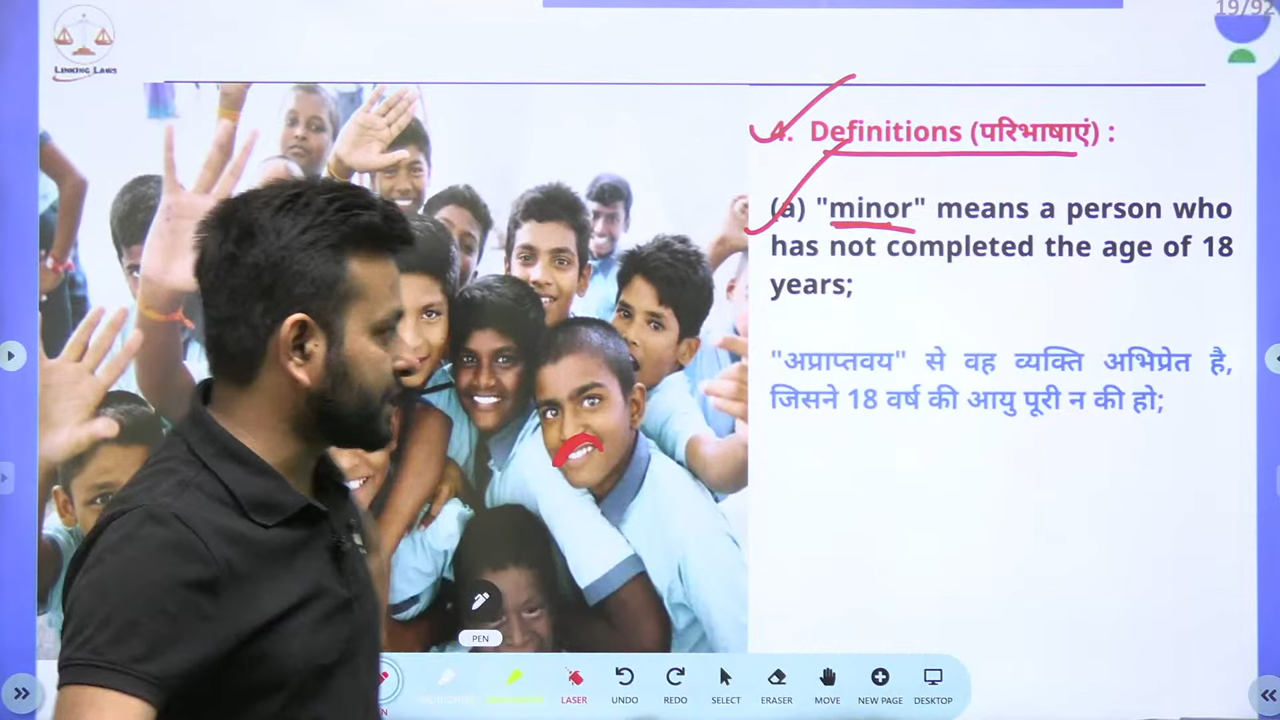 19/92
LINKING LAWS
4. Definitions (परिभाषाएं) :
(a) "minor" means a person who
has not completed the age of 18
years;
"अप्राप्तवय" से वह व्यक्ति अभिप्रेत है,
जिसने 18 वर्ष की आयु पूरी न की हो;
PEN
LASER
UNDO
REDO
SELECT
ERASER
MOVE
NEW PAGE
DESKTOP